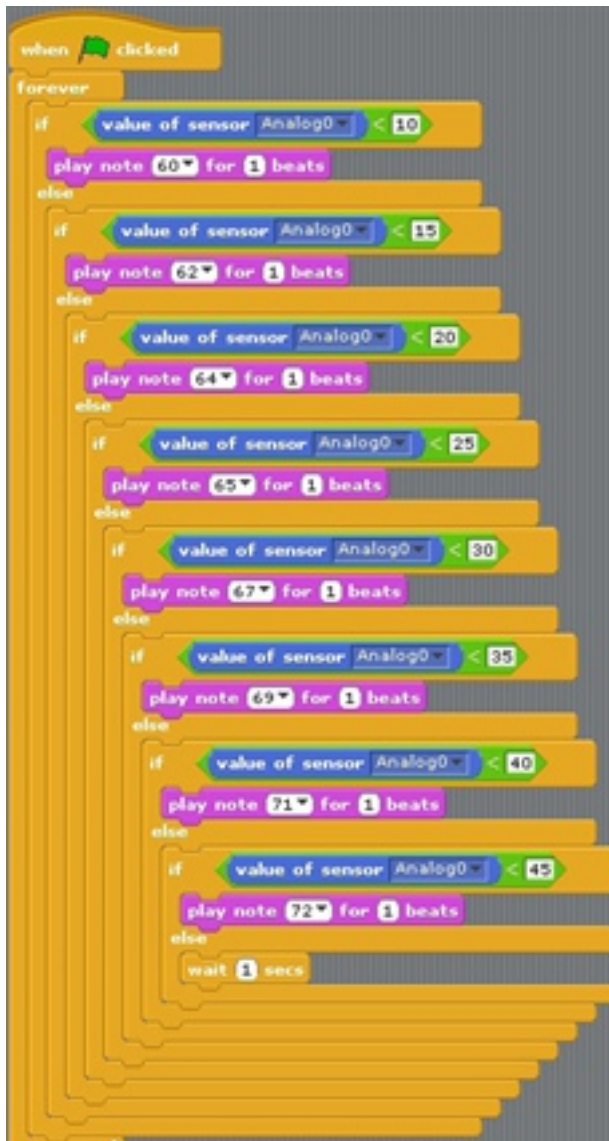 when clicked
forever
if value of sensor Analog0 < 10
play note 60 for 1 beats
else
if value of sensor Analog0 < 15
play note 62 for 1 beats
else
if value of sensor Analog0 < 20
play note 64 for 1 beats
else
if value of sensor Analog0 < 25
play note 65 for 1 beats
else
if value of sensor Analog0 < 30
play note 67 for 1 beats
else
if value of sensor Analog0 < 35
play note 69 for 1 beats
else
if value of sensor Analog0 < 40
play note 71 for 1 beats
else
if value of sensor Analog0 < 45
play note 72 for 1 beats
else
wait 1 secs